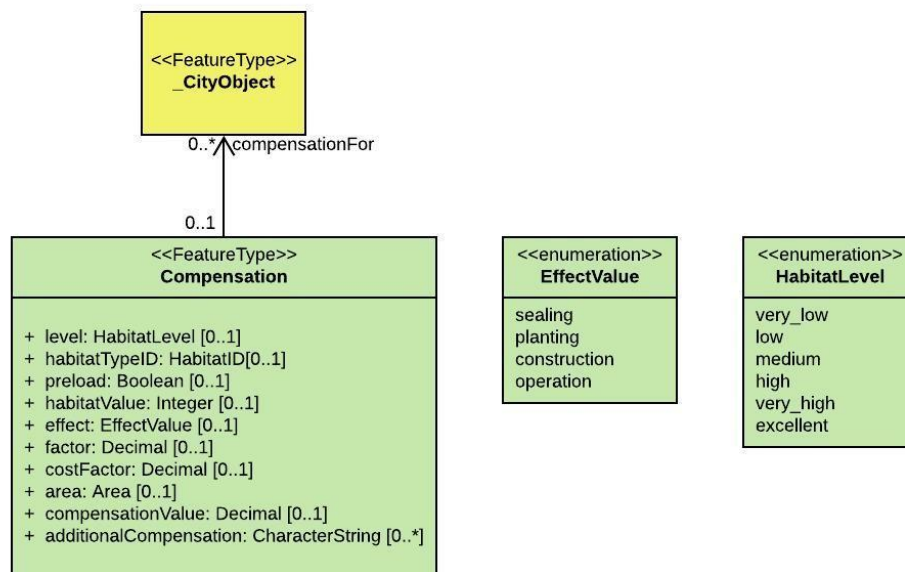 <<FeatureType>>
_CityObject
0..* compensationFor
0..1
<<FeatureType>>
Compensation
+ level: HabitatLevel [0..1]
+ habitatTypeID: HabitatID[0..1]
+ preload: Boolean [0..1]
+ habitatValue: Integer [0..1]
+ effect: EffectValue [0..1]
+ factor: Decimal [0..1]
+ costFactor: Decimal [0..1]
+ area: Area [0..1]
+ compensationValue: Decimal [0..1]
+ additionalCompensation: CharacterString [0..*]
<<enumeration>>
EffectValue
sealing
planting
construction
operation
<<enumeration>>
HabitatLevel
very_low
low
medium
high
very_high
excellent